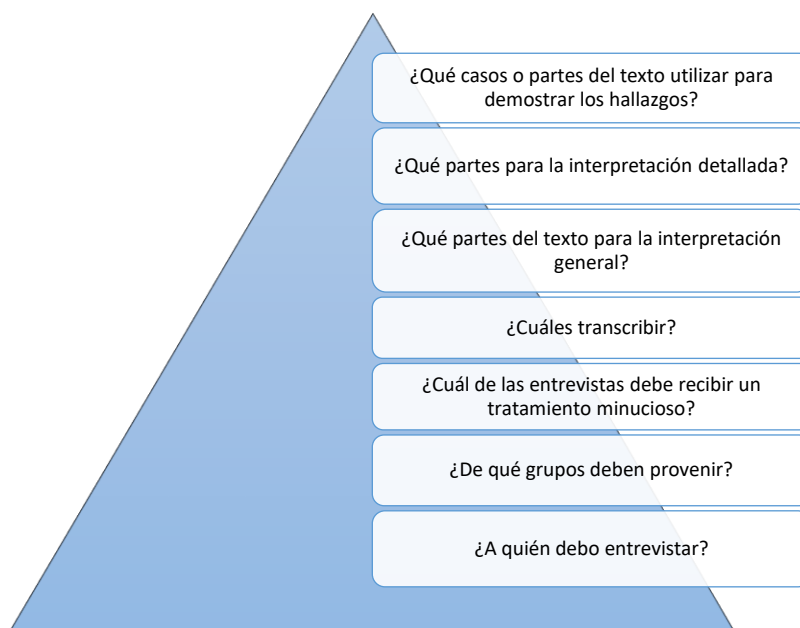 ¿Qué casos o partes del texto utilizar para
demostrar los hallazgos?
¿Qué partes para la interpretación detallada?
¿Qué partes del texto para la interpretación
general?
¿Cuáles transcribir?
¿Cuál de las entrevistas debe recibir un
tratamiento minucioso?
¿De qué grupos deben provenir?
¿A quién debo entrevistar?